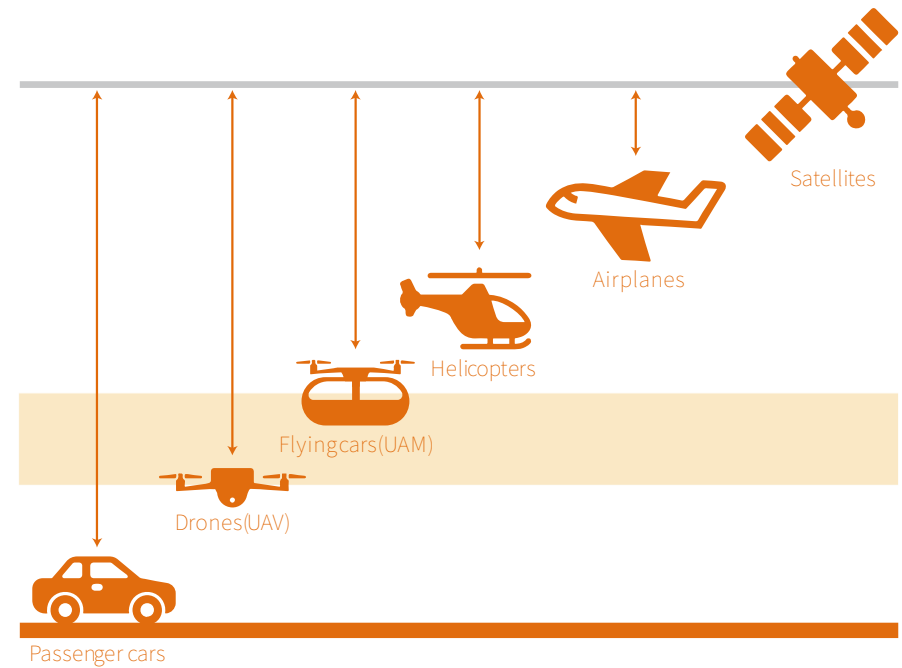 Satellites
Airplanes
Helicopters
Flyingcars(UAM)
Drones(UAV)
Passenger cars